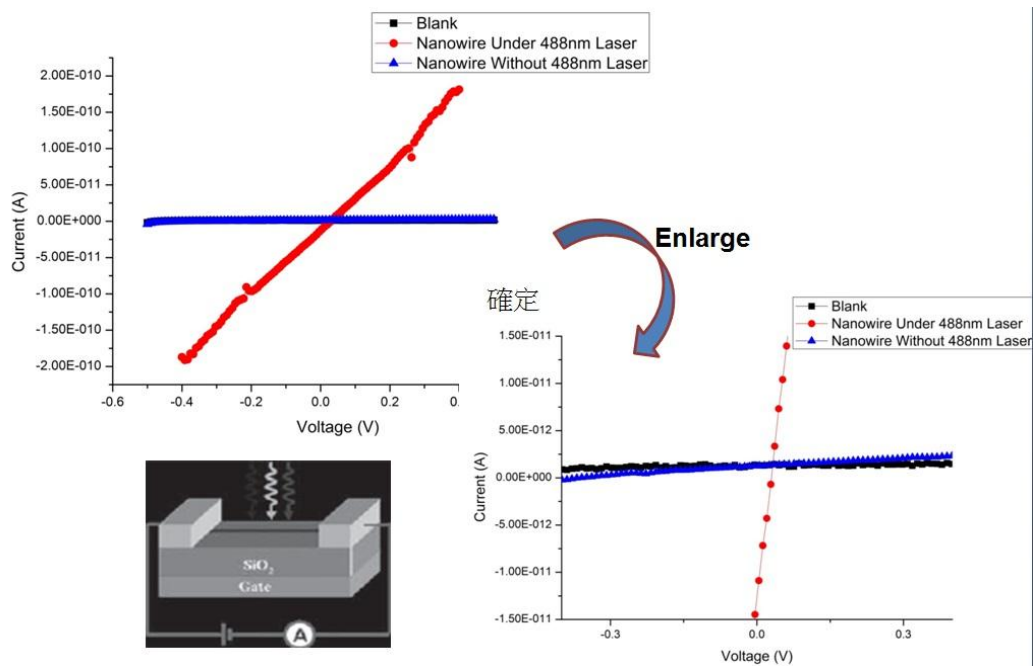 Blank
Nanowire Under 488nm Laser
Nanowire Without 488nm Laser
2.00E-010
1.50E-010
1.00E-010
5.00E-011
0.00E+000
-5.00E-011
-1.00E-010
-1.50E-010
-2.00E-010
Current (A)
-0.6
-0.4
-0.2
0.0
0.2
Voltage (V)
Enlarge
確定
Blank
Nanowire Under 488nm Laser
Nanowire Without 488nm Laser
1.50E-011
1.00E-011
5.00E-012
0.00E+000
-5.00E-012
-1.00E-011
-1.50E-011
Current (A)
-0.3
0.0
0.3
Voltage (V)
SiO2
Gate
A